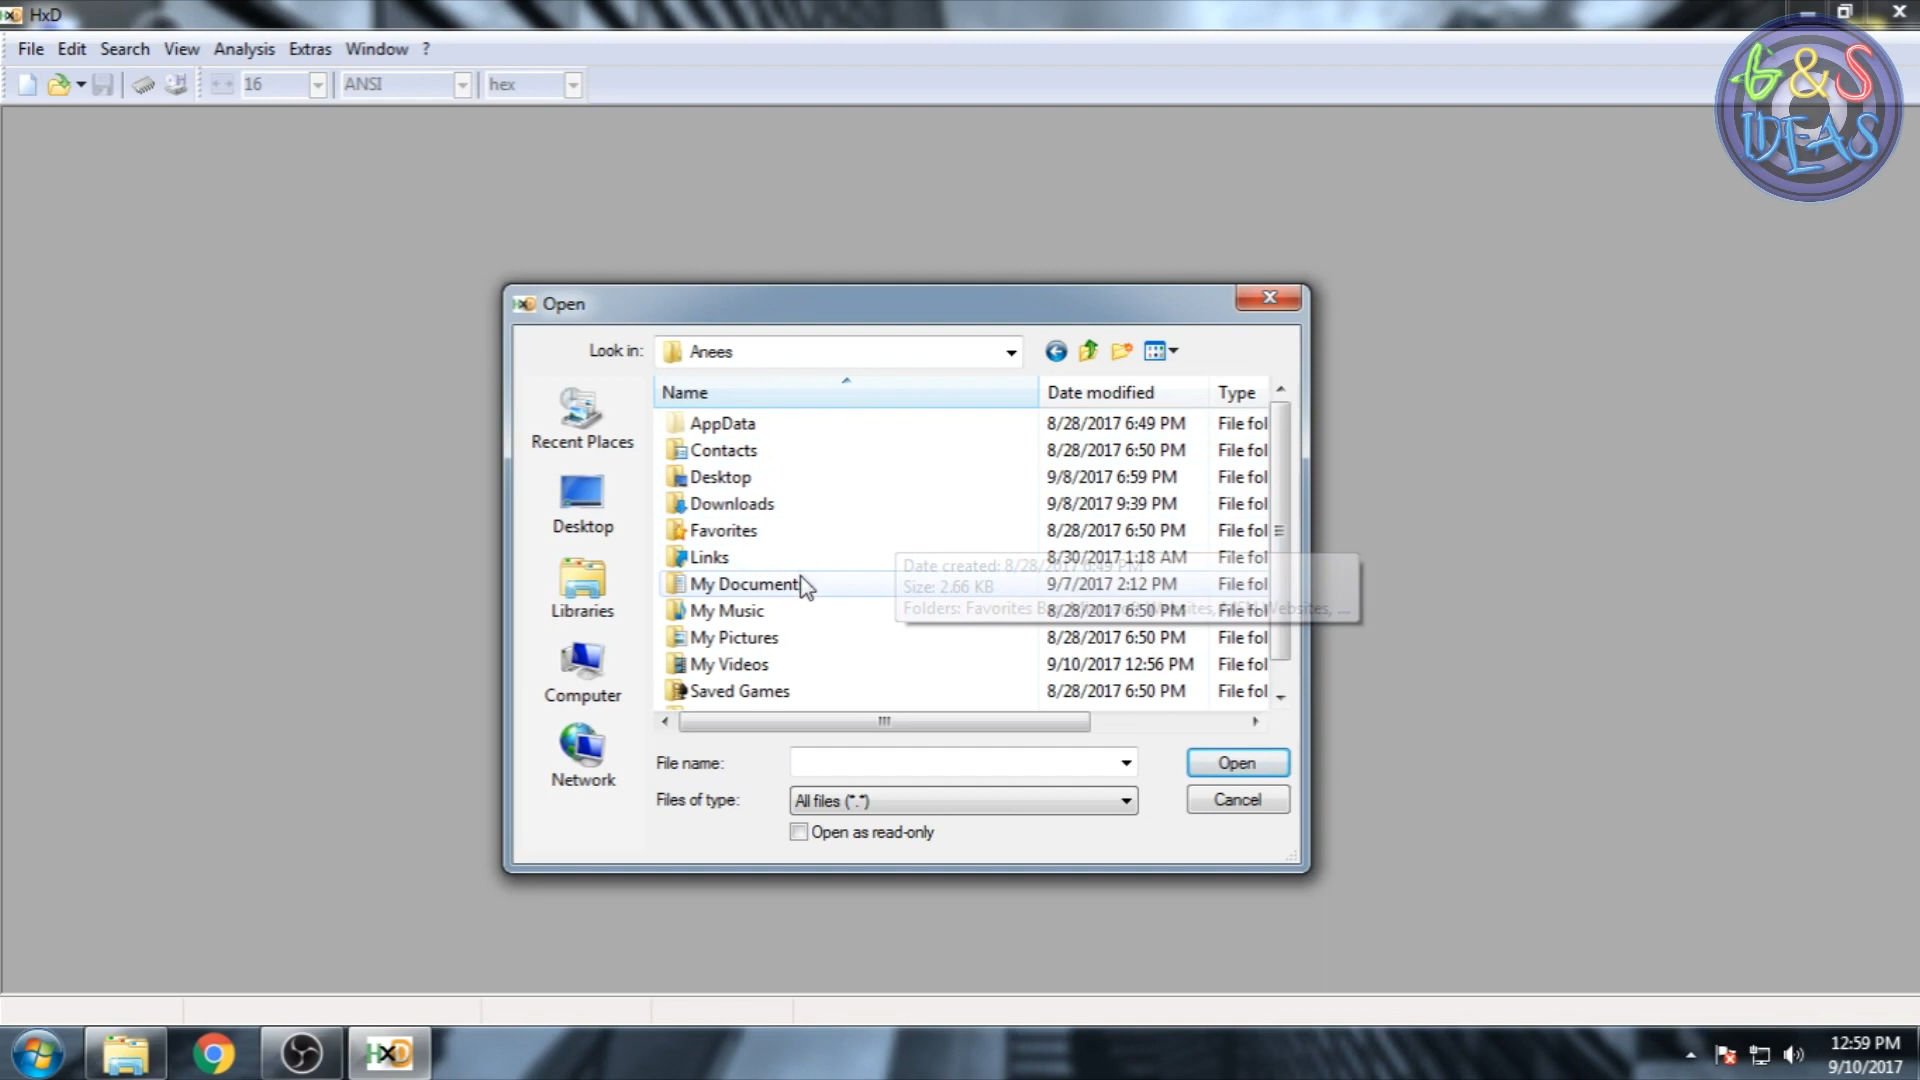 HxD
File Edit Search View Analysis Extras Window ?
16 ANSI hex
G&S
IDEAS
Open
Look in: Anees
Name Date modified Type
AppData 8/28/2017 6:49 PM File fol
Contacts 8/28/2017 6:50 PM File fol
Desktop 9/8/2017 6:59 PM File fol
Downloads 9/8/2017 9:39 PM File fol
Favorites 8/28/2017 6:50 PM File fol
Links 8/30/2017 1:18 AM File fol
My Document 9/7/2017 2:12 PM File fol
My Music 8/28/2017 6:50 PM File fol
My Pictures 8/28/2017 6:50 PM File fol
My Videos 9/10/2017 12:56 PM File fol
Saved Games 8/28/2017 6:50 PM File fol
Date created: 8/28/2017 6:49 PM
Size: 2.66 KB
Folders: Favorites Websites, ...
Recent Places
Desktop
Libraries
Computer
Network
File name: Open
Files of type: All files (*.*) Cancel
Open as read-only
HxD
12:59 PM
9/10/2017